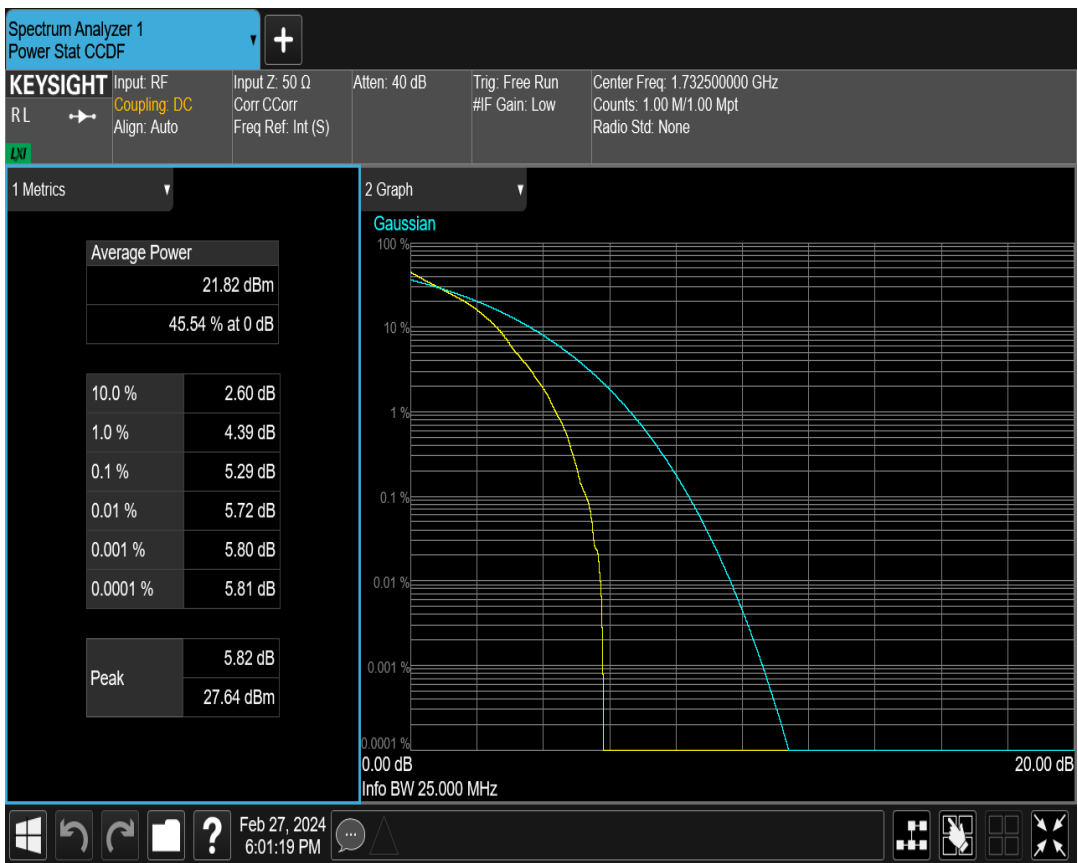 Spectrum Analyzer 1
Power Stat CCDF
+
KEYSIGHT
R L
LXI
Input: RF
Coupling: DC
Align: Auto
Input Z: 50 Ω
Corr CCorr
Freq Ref: Int (S)
Atten: 40 dB
Trig: Free Run
#IF Gain: Low
Center Freq: 1.732500000 GHz
Counts: 1.00 M/1.00 Mpt
Radio Std: None
1 Metrics
Average Power
21.82 dBm
45.54 % at 0 dB
10.0 % 2.60 dB
1.0 % 4.39 dB
0.1 % 5.29 dB
0.01 % 5.72 dB
0.001 % 5.80 dB
0.0001 % 5.81 dB
Peak
5.82 dB
27.64 dBm
2 Graph
Gaussian
100 %
10 %
1 %
0.1 %
0.01 %
0.001 %
0.0001 %
0.00 dB 20.00 dB
Info BW 25.000 MHz
?
Feb 27, 2024
6:01:19 PM